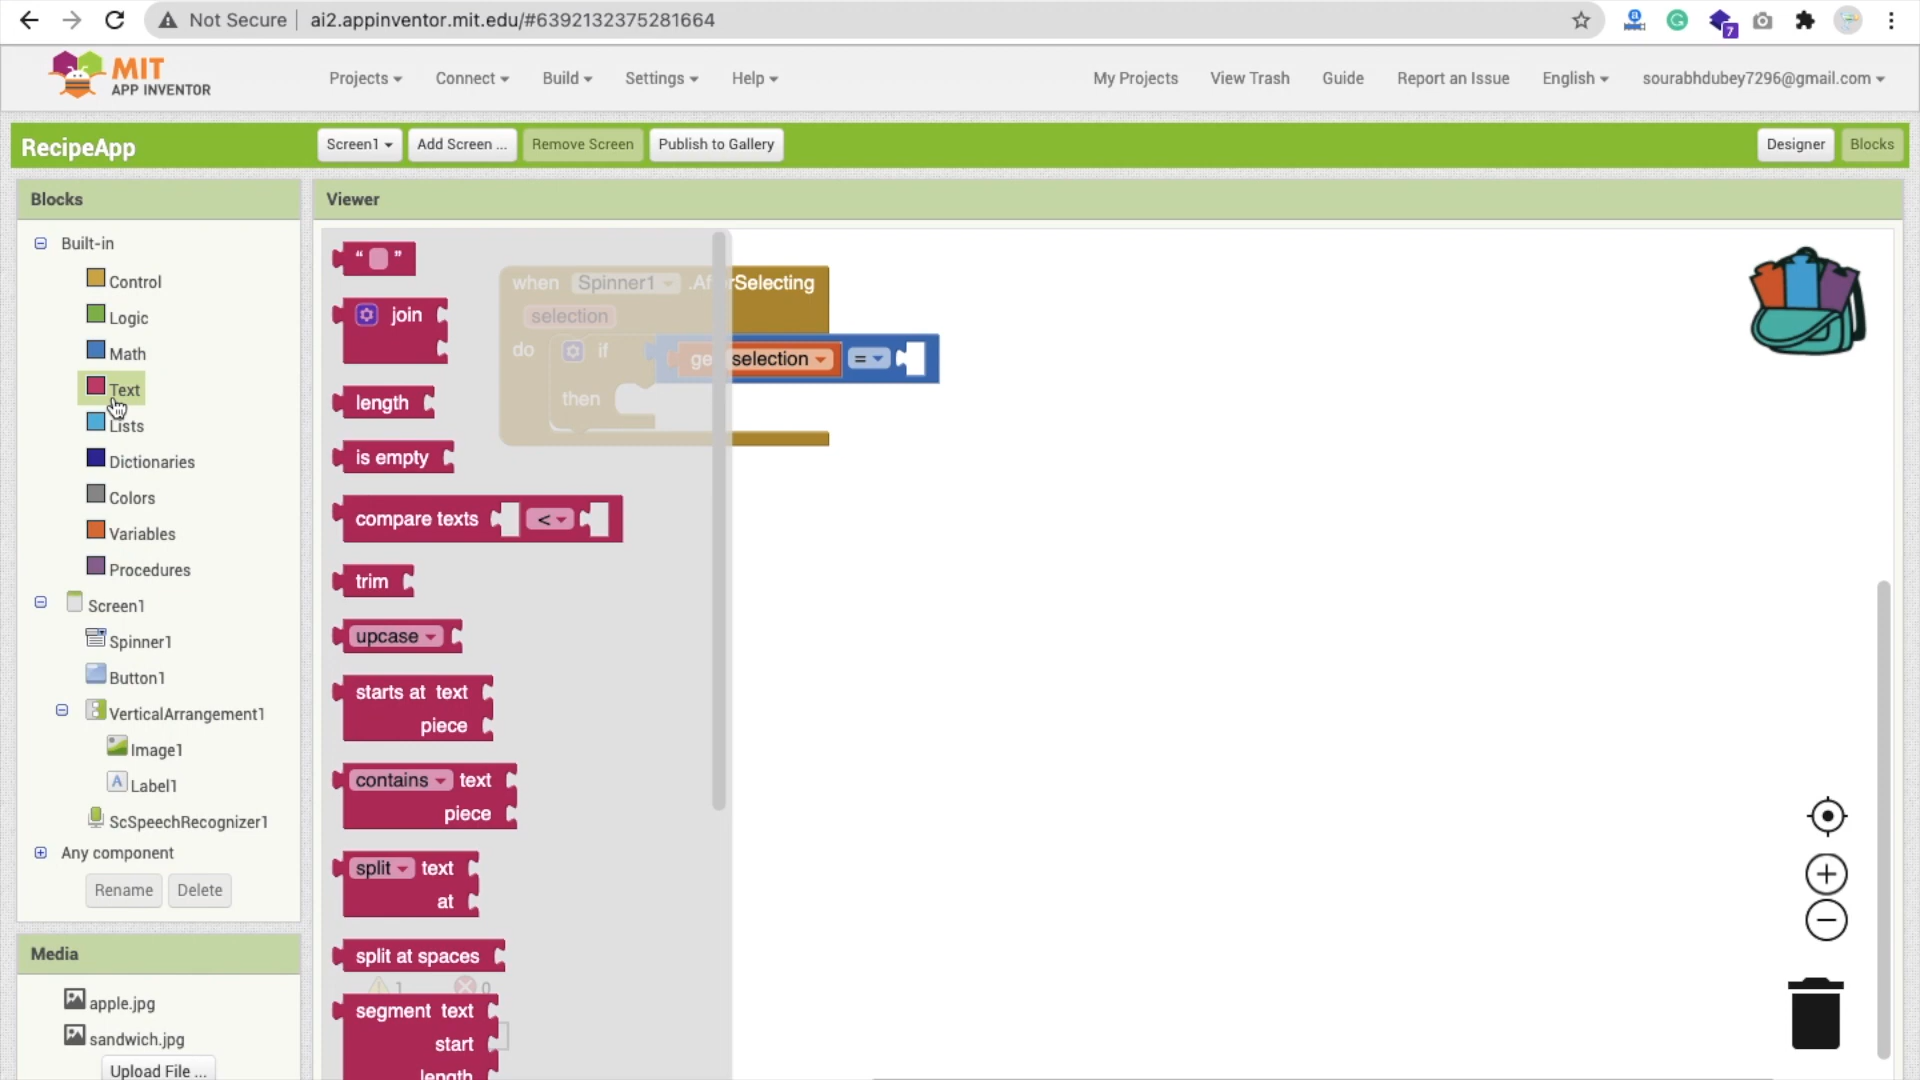 Not Secure
ai2.appinventor.mit.edu/#6392132375281664
7
MIT
APP INVENTOR
Projects
Connect
Build
Settings
Help
My Projects
View Trash
Guide
Report an Issue
English
sourabhdubey7296@gmail.com
RecipeApp
Screen1
Add Screen ...
Remove Screen
Publish to Gallery
Designer
Blocks
Blocks
Viewer
Built-in
Control
Logic
Math
Text
Lists
Dictionaries
Colors
Variables
Procedures
Screen1
Spinner1
Button1
VerticalArrangement1
Image1
Label1
ScSpeechRecognizer1
Any component
Rename
Delete
Media
apple.jpg
sandwich.jpg
Upload File ...
“ ”
join
length
is empty
compare texts <
trim
upcase
starts at text
piece
contains text
piece
split text
at
split at spaces
segment text
start
length
when Spinner1 .AfterSelecting
selection
do if get selection =
then
1
0